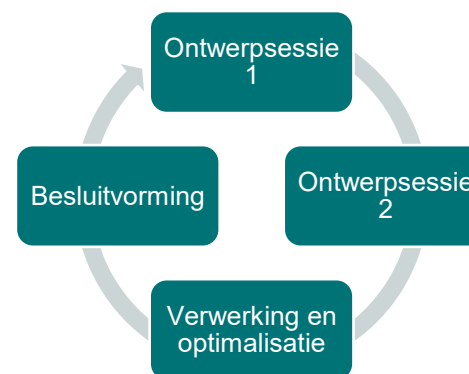 Ontwerpsessie
1
Ontwerpsessie
2
Verwerking en
optimalisatie
Besluitvorming